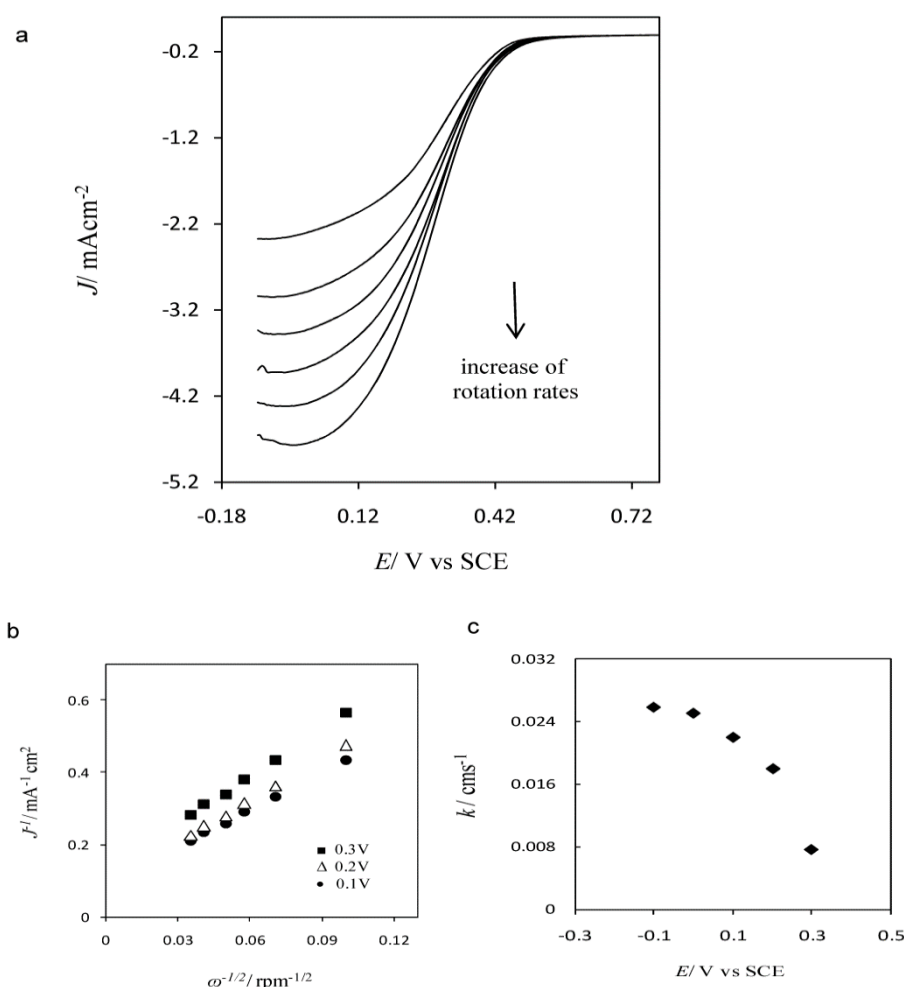 a
-0.2
-1.2
-2.2
-3.2
-4.2
-5.2
J/ mAcm-2
increase of
rotation rates
-0.18
0.12
0.42
0.72
E/ V vs SCE
b
0.6
0.4
0.2
0
J-1/ mA-1 cm2
0.3V
0.2V
0.1V
0
0.03
0.06
0.09
0.12
ω-1/2/ rpm-1/2
c
0.032
0.024
0.016
0.008
0
k / cms-1
-0.3
-0.1
0.1
0.3
0.5
E/ V vs SCE